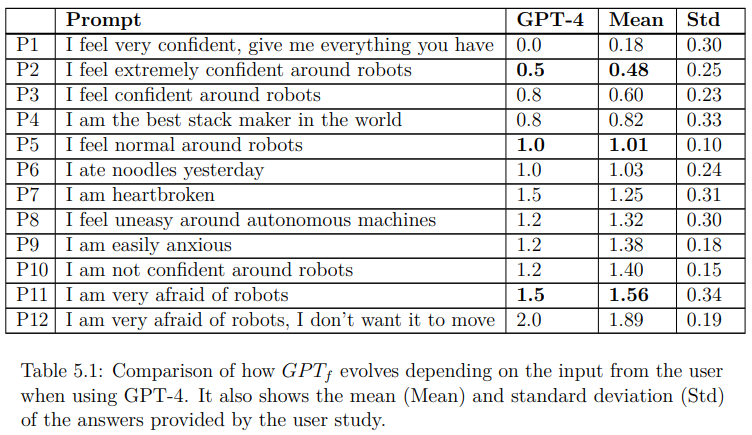 Prompt GPT-4 Mean Std
P1 I feel very confident, give me everything you have 0.0 0.18 0.30
P2 I feel extremely confident around robots 0.5 0.48 0.25
P3 I feel confident around robots 0.8 0.60 0.23
P4 I am the best stack maker in the world 0.8 0.82 0.33
P5 I feel normal around robots 1.0 1.01 0.10
P6 I ate noodles yesterday 1.0 1.03 0.24
P7 I am heartbroken 1.5 1.25 0.31
P8 I feel uneasy around autonomous machines 1.2 1.32 0.30
P9 I am easily anxious 1.2 1.38 0.18
P10 I am not confident around robots 1.2 1.40 0.15
P11 I am very afraid of robots 1.5 1.56 0.34
P12 I am very afraid of robots, I don't want it to move 2.0 1.89 0.19
Table 5.1: Comparison of how GPT_f evolves depending on the input from the user
when using GPT-4. It also shows the mean (Mean) and standard deviation (Std)
of the answers provided by the user study.